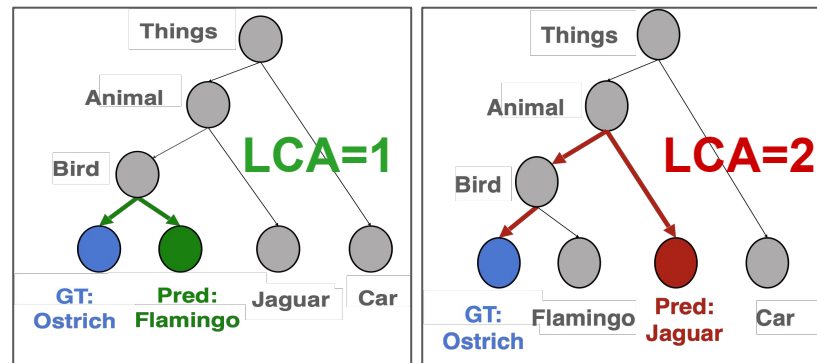 Things
Animal
LCA=1
Bird
GT:
Ostrich
Pred:
Flamingo
Jaguar
Car
Things
Animal
LCA=2
Bird
GT:
Ostrich
Flamingo
Pred:
Jaguar
Car